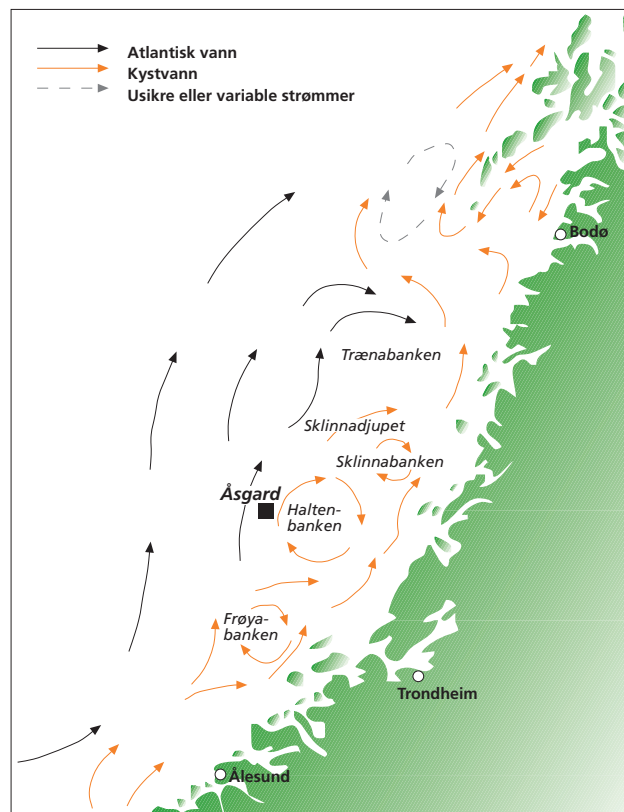 Atlantisk vann
Kystvann
Usikre eller variable strømmer
Bodø
Trænabanken
Sklinnadjupet
Sklinnabanken
Åsgard
Halten-
banken
Frøya-
banken
Trondheim
Ålesund